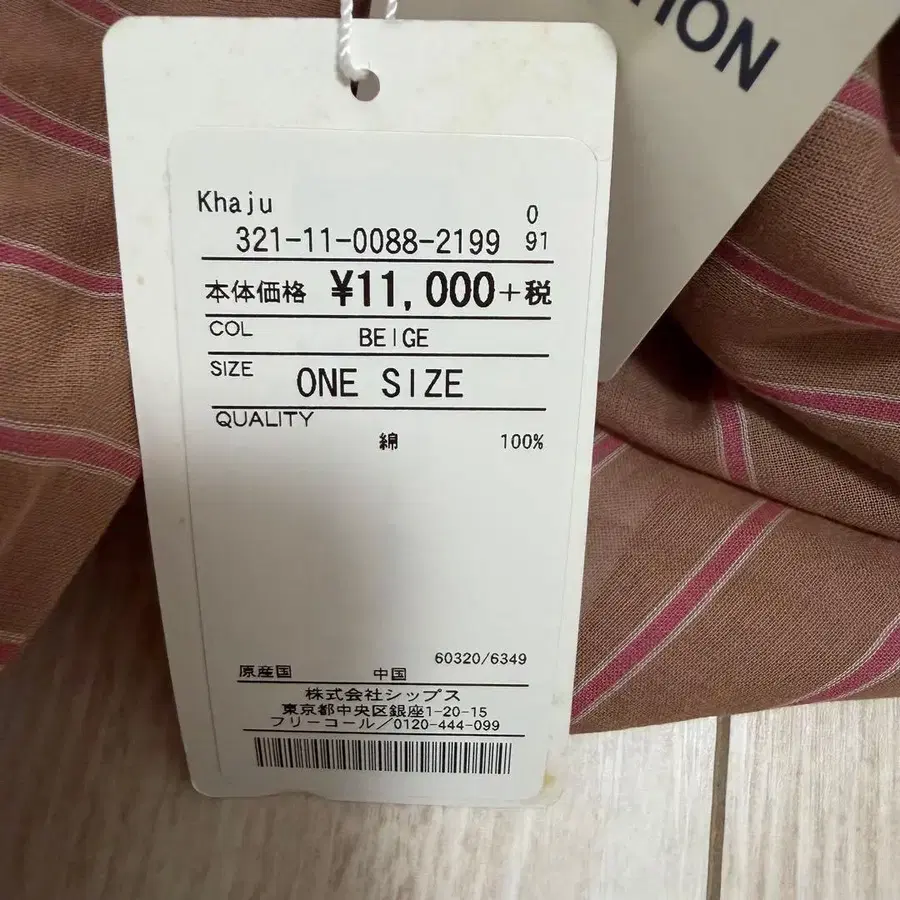 TION
Khaju
0
321-11-0088-2199 91
本体価格 ¥11,000+税
COL BEIGE
SIZE ONE SIZE
QUALITY
綿 100%
60320/6349
原産国 中国
株式会社シップス
東京都中央区銀座1-20-15
フリーコール/0120-444-099